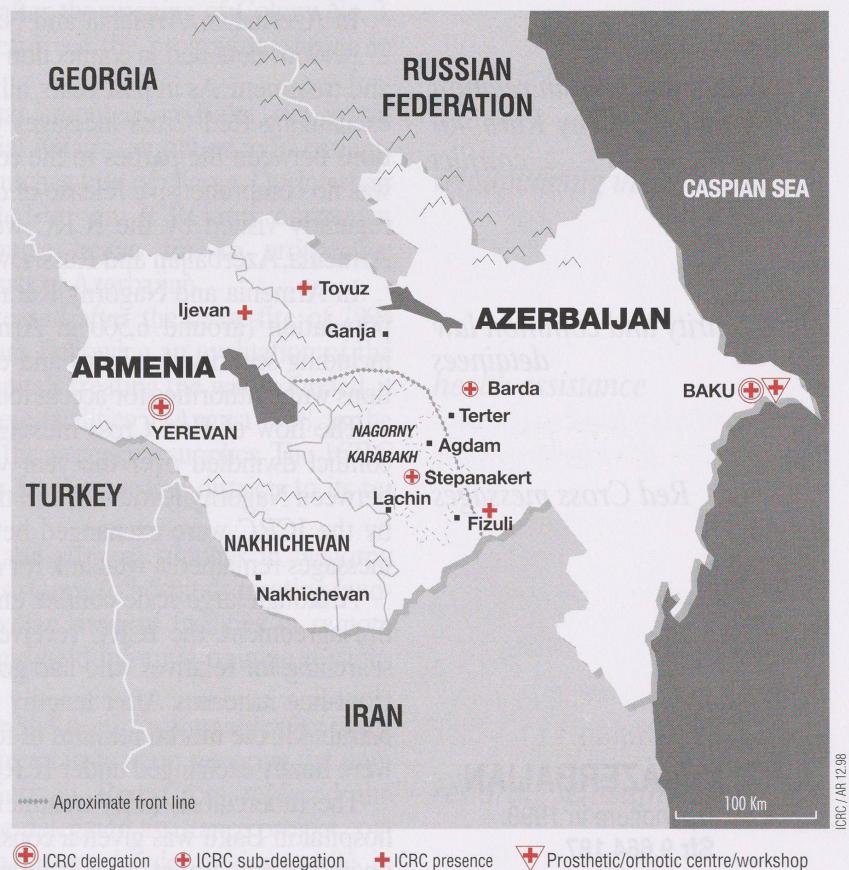 GEORGIA
RUSSIAN
FEDERATION
CASPIAN SEA
Tovuz
Ijevan
Ganja
AZERBAIJAN
ARMENIA
Barda
BAKU
Terter
YEREVAN
NAGORNY
KARABAKH
Agdam
Stepanakert
TURKEY
Lachin
Fizuli
NAKHICHEVAN
Nakhichevan
IRAN
Aproximate front line
100 Km
ICRC / AR 12.98
ICRC delegation
ICRC sub-delegation
ICRC presence
Prosthetic/orthotic centre/workshop